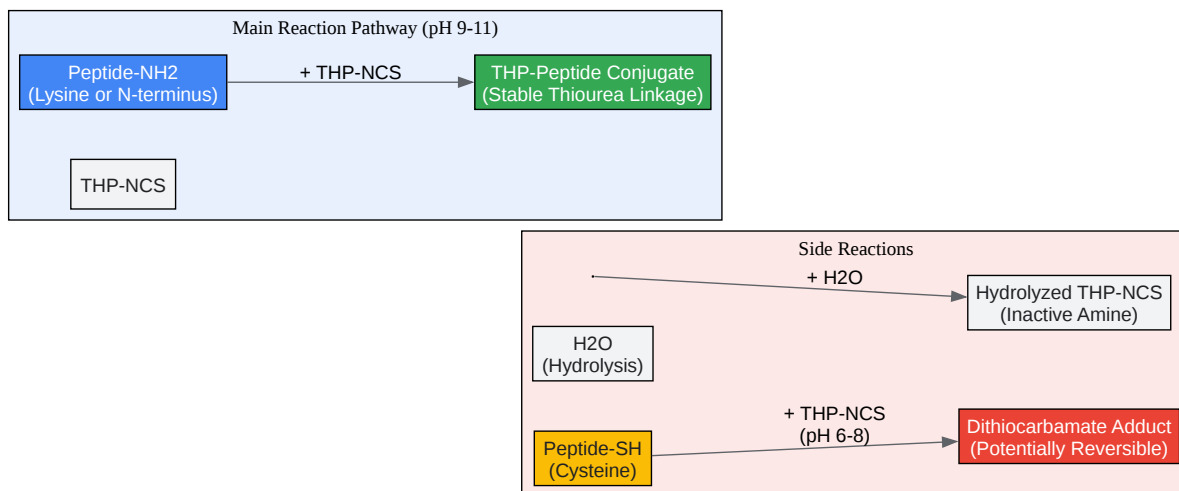 Main Reaction Pathway (pH 9-11)
Peptide-NH2
(Lysine or N-terminus)
+ THP-NCS
THP-Peptide Conjugate
(Stable Thiourea Linkage)
THP-NCS
Side Reactions
+ H2O
Hydrolyzed THP-NCS
(Inactive Amine)
H2O
(Hydrolysis)
Peptide-SH
(Cysteine)
+ THP-NCS
(pH 6-8)
Dithiocarbamate Adduct
(Potentially Reversible)